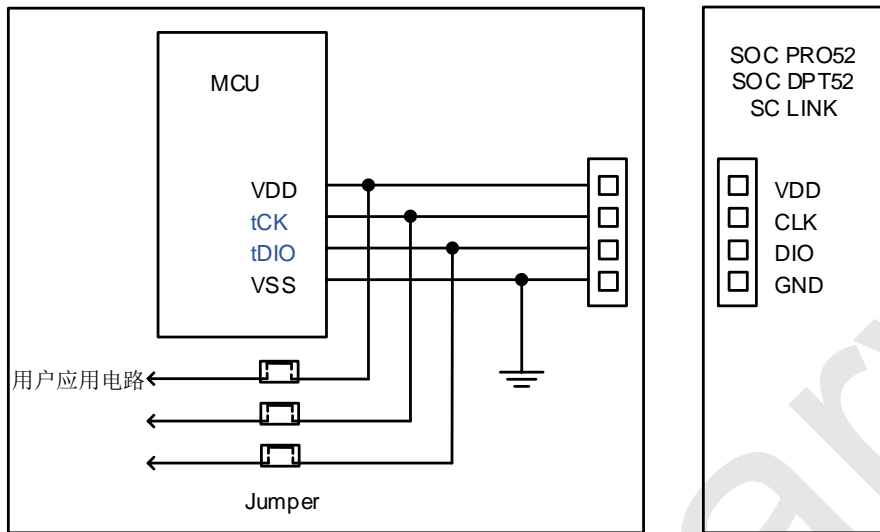 MCU
VDD
tCK
tDIO
VSS
用户应用电路
Jumper
SOC PRO52
SOC DPT52
SC LINK
VDD
CLK
DIO
GND